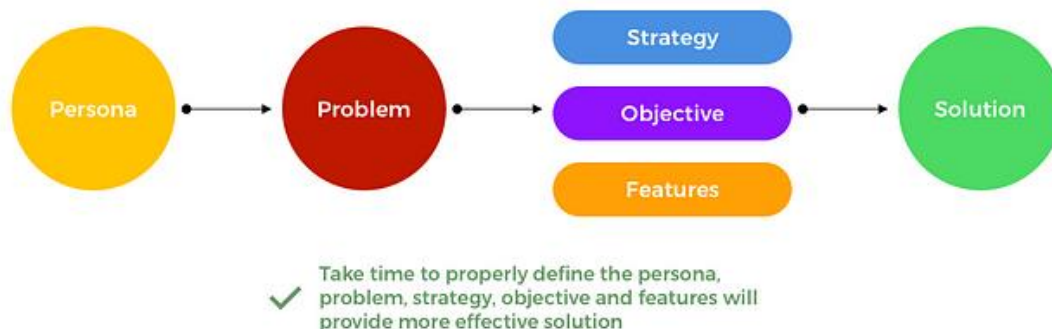 Persona
Problem
Strategy
Objective
Features
Solution
Take time to properly define the persona,
problem, strategy, objective and features will
provide more effective solution